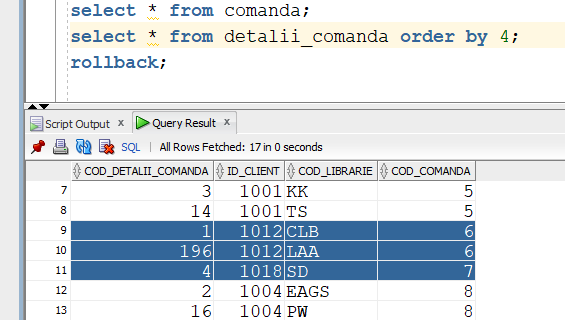 select * from comanda;
select * from detalii_comanda order by 4;
rollback;
Script Output x Query Result x
SQL | All Rows Fetched: 17 in 0 seconds
COD_DETALII_COMANDA ID_CLIENT COD_LIBRARIE COD_COMANDA
7 3 1001 KK 5
8 14 1001 TS 5
9 1 1012 CLB 6
10 196 1012 LAA 6
11 4 1018 SD 7
12 2 1004 EAGS 8
13 16 1004 PW 8